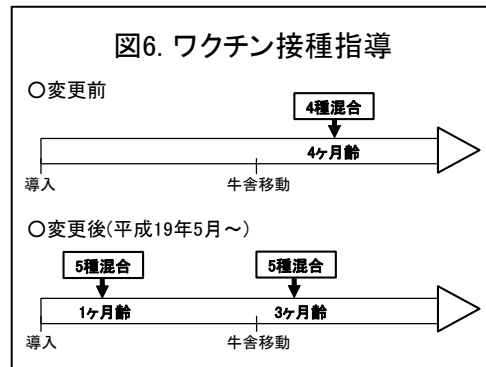 図6. ワクチン接種指導
○変更前
4種混合
4ヶ月齢
導入 牛舎移動
○変更後(平成19年5月～)
5種混合 5種混合
1ヶ月齢 3ヶ月齢
導入 牛舎移動